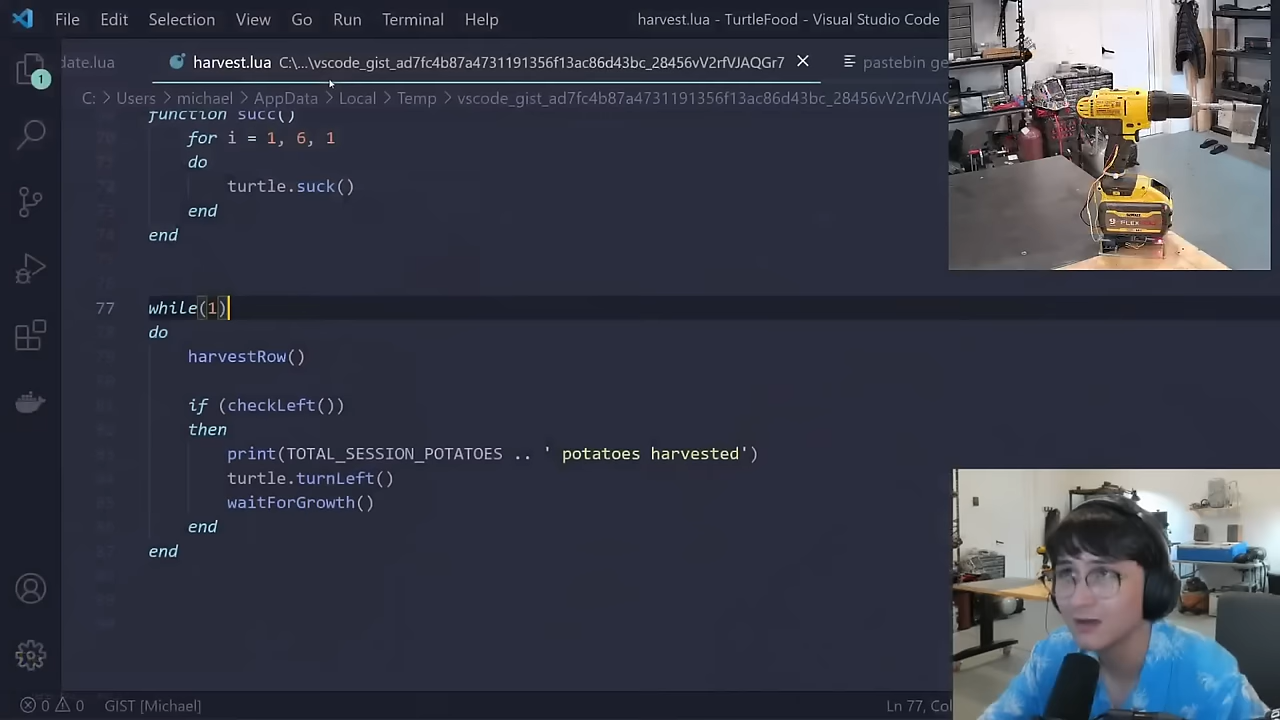 File Edit Selection View Go Run Terminal Help harvest.lua - TurtleFood - Visual Studio Code
date.lua harvest.lua C:\...\vscode_gist_ad7fc4b87a4731191356f13ac86d43bc_28456vV2rfVJAQGr7 pastebin ge
1
C: > Users > michael > AppData > Local > Temp > vscode_gist_ad7fc4b87a4731191356f13ac86d43bc_28456vV2rfVJAQG
function succ()
for i = 1, 6, 1
do
turtle.suck()
end
end
77 while(1)
do
harvestRow()
if (checkLeft())
then
print(TOTAL_SESSION_POTATOES .. ' potatoes harvested')
turtle.turnLeft()
waitForGrowth()
end
end
0 0 GIST [Michael] Ln 77, Col
9 FLEX